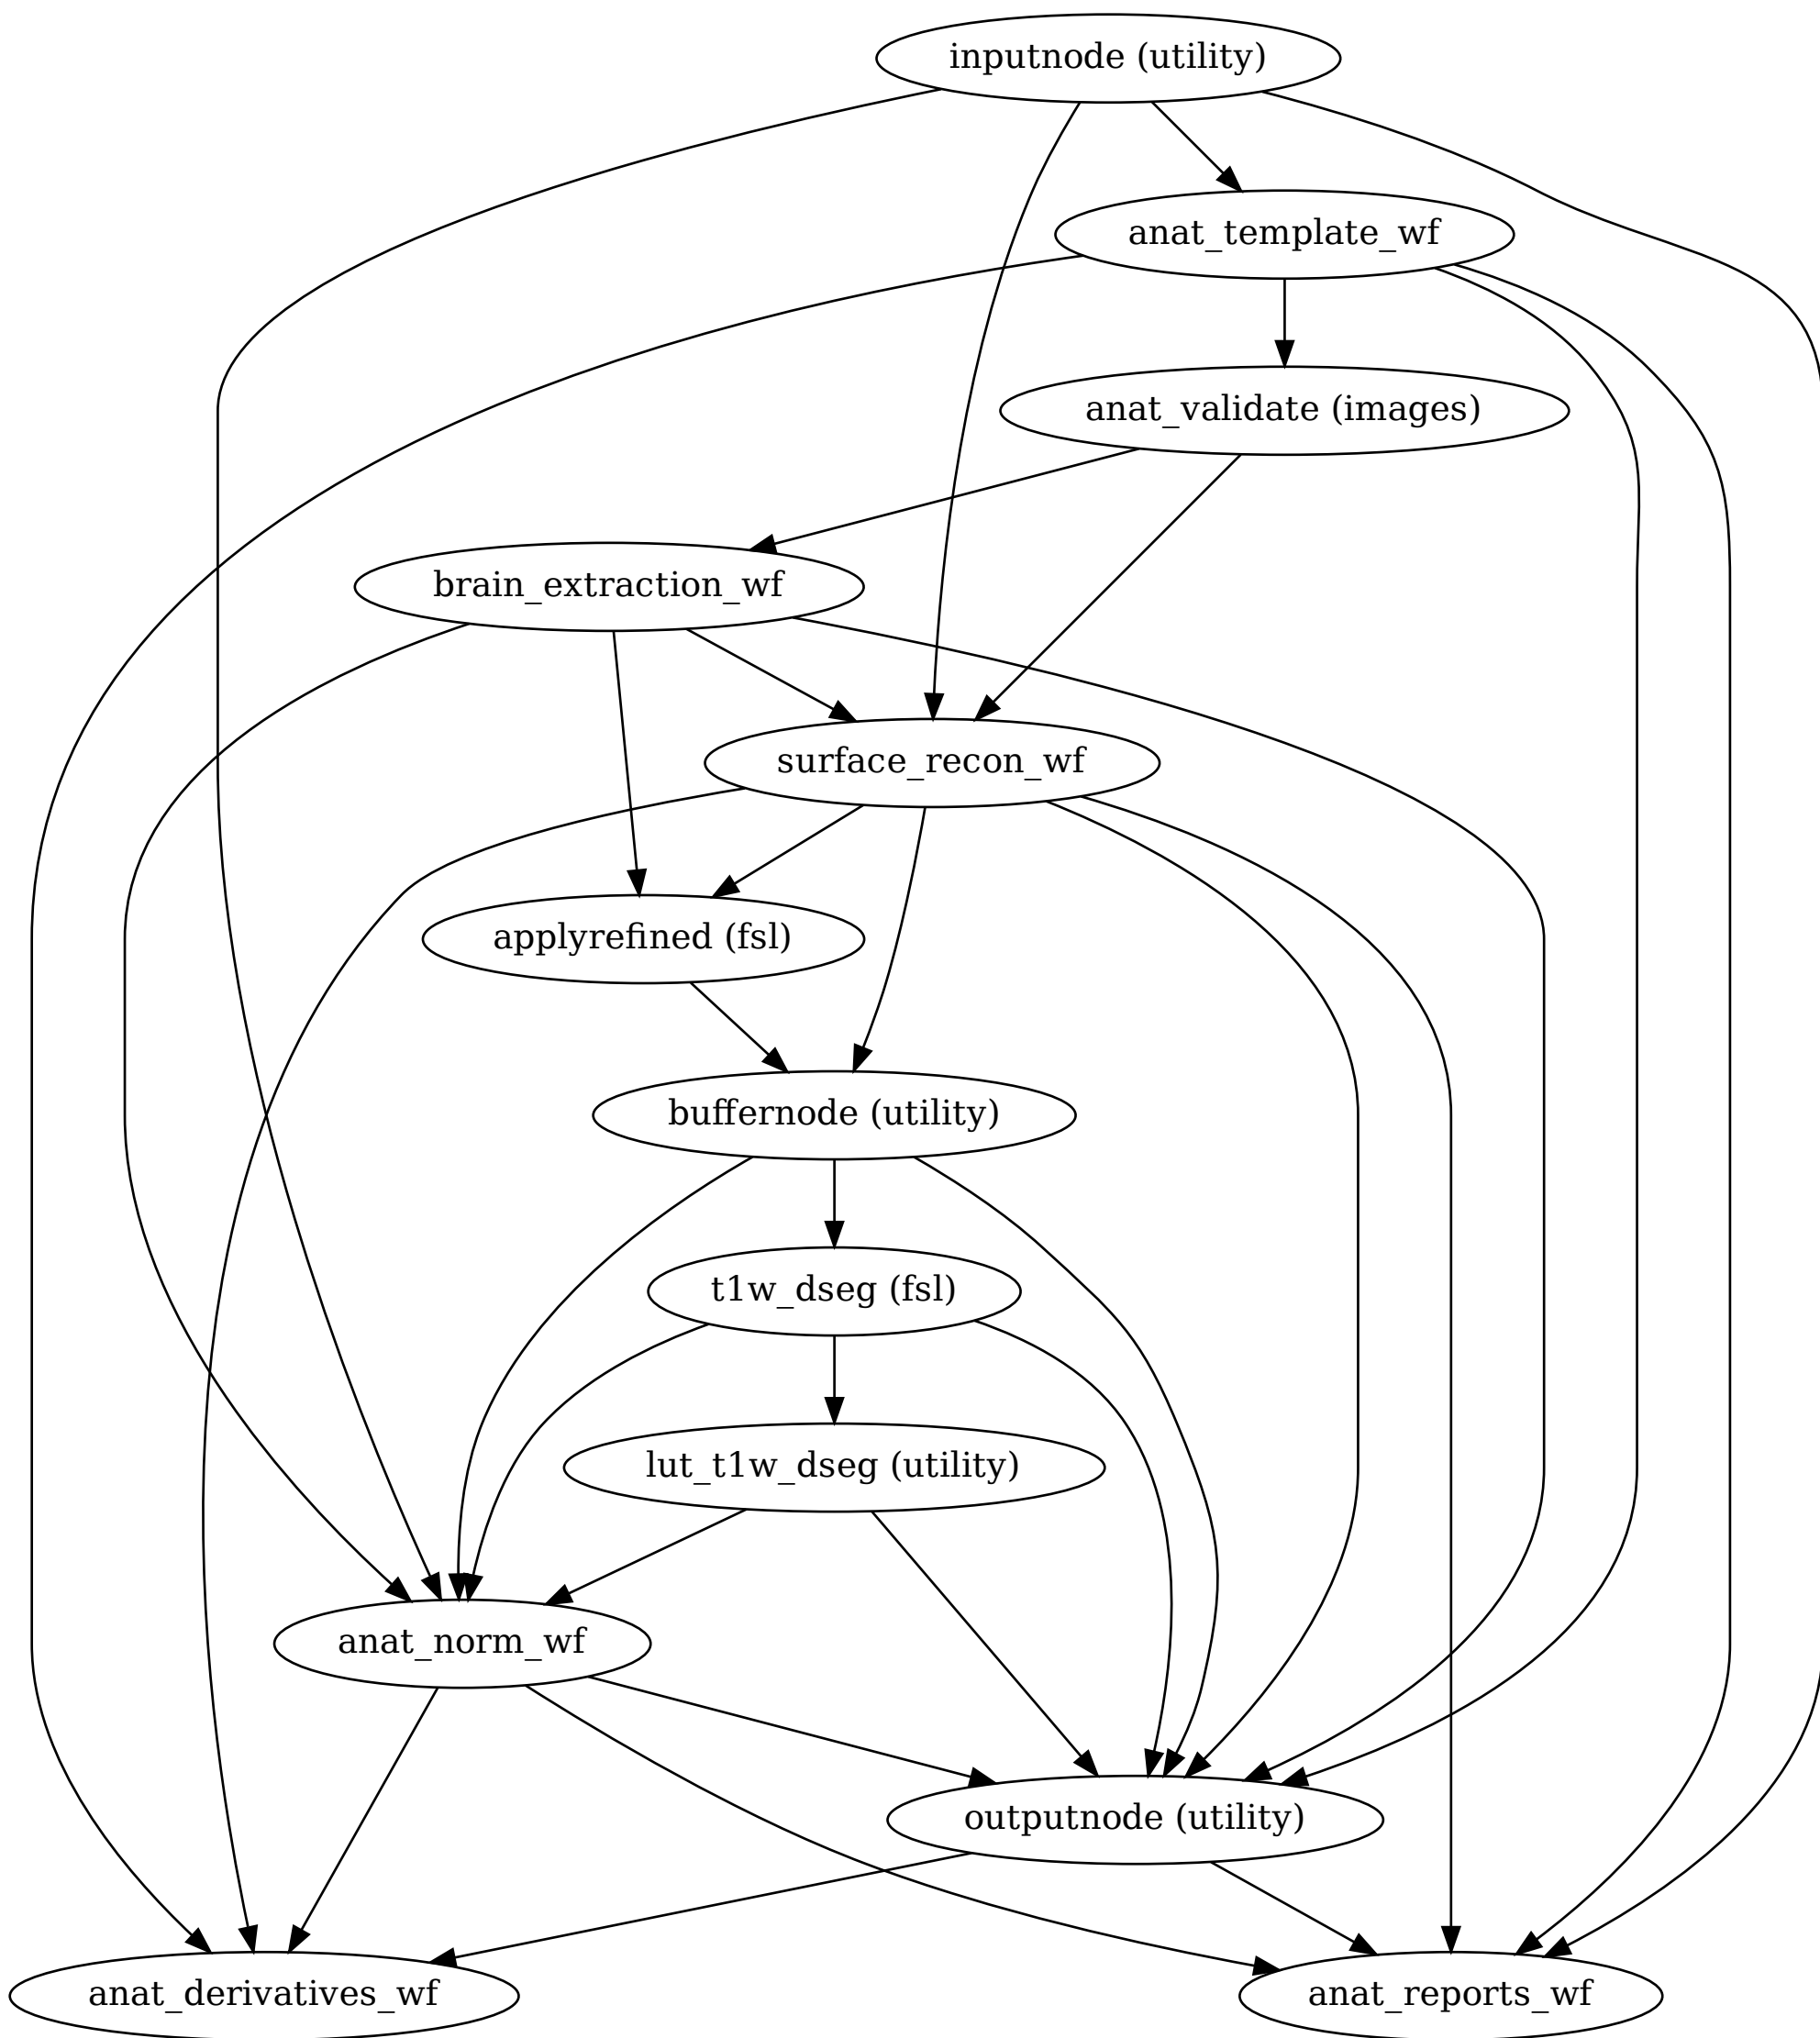 inputnode (utility)
anat_template_wf
anat_validate (images)
brain_extraction_wf
surface_recon_wf
applyrefined (fsl)
buffernode (utility)
t1w_dseg (fsl)
lut_t1w_dseg (utility)
anat_norm_wf
outputnode (utility)
anat_derivatives_wf
anat_reports_wf